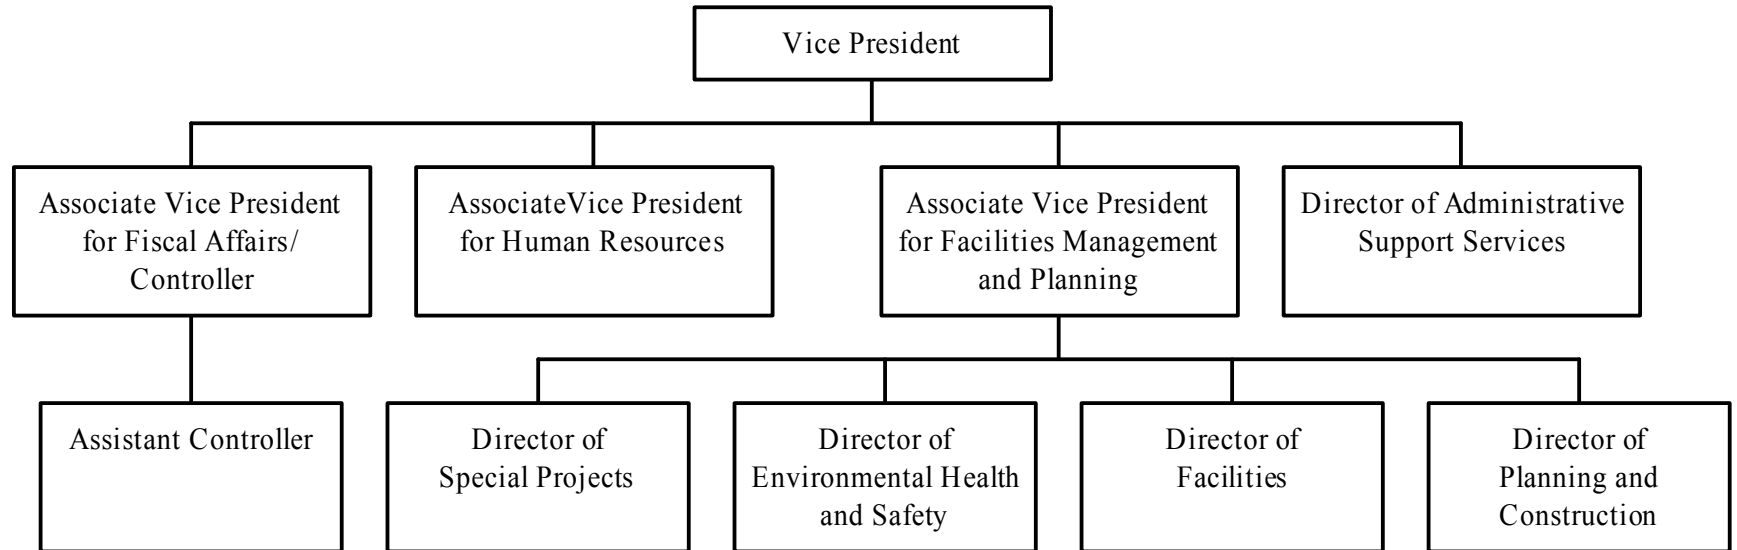 Vice President
Associate Vice President
for Fiscal Affairs/
Controller
AssociateVice President
for Human Resources
Associate Vice President
for Facilities Management
and Planning
Director of Administrative
Support Services
Assistant Controller
Director of
Special Projects
Director of
Environmental Health
and Safety
Director of
Facilities
Director of
Planning and
Construction